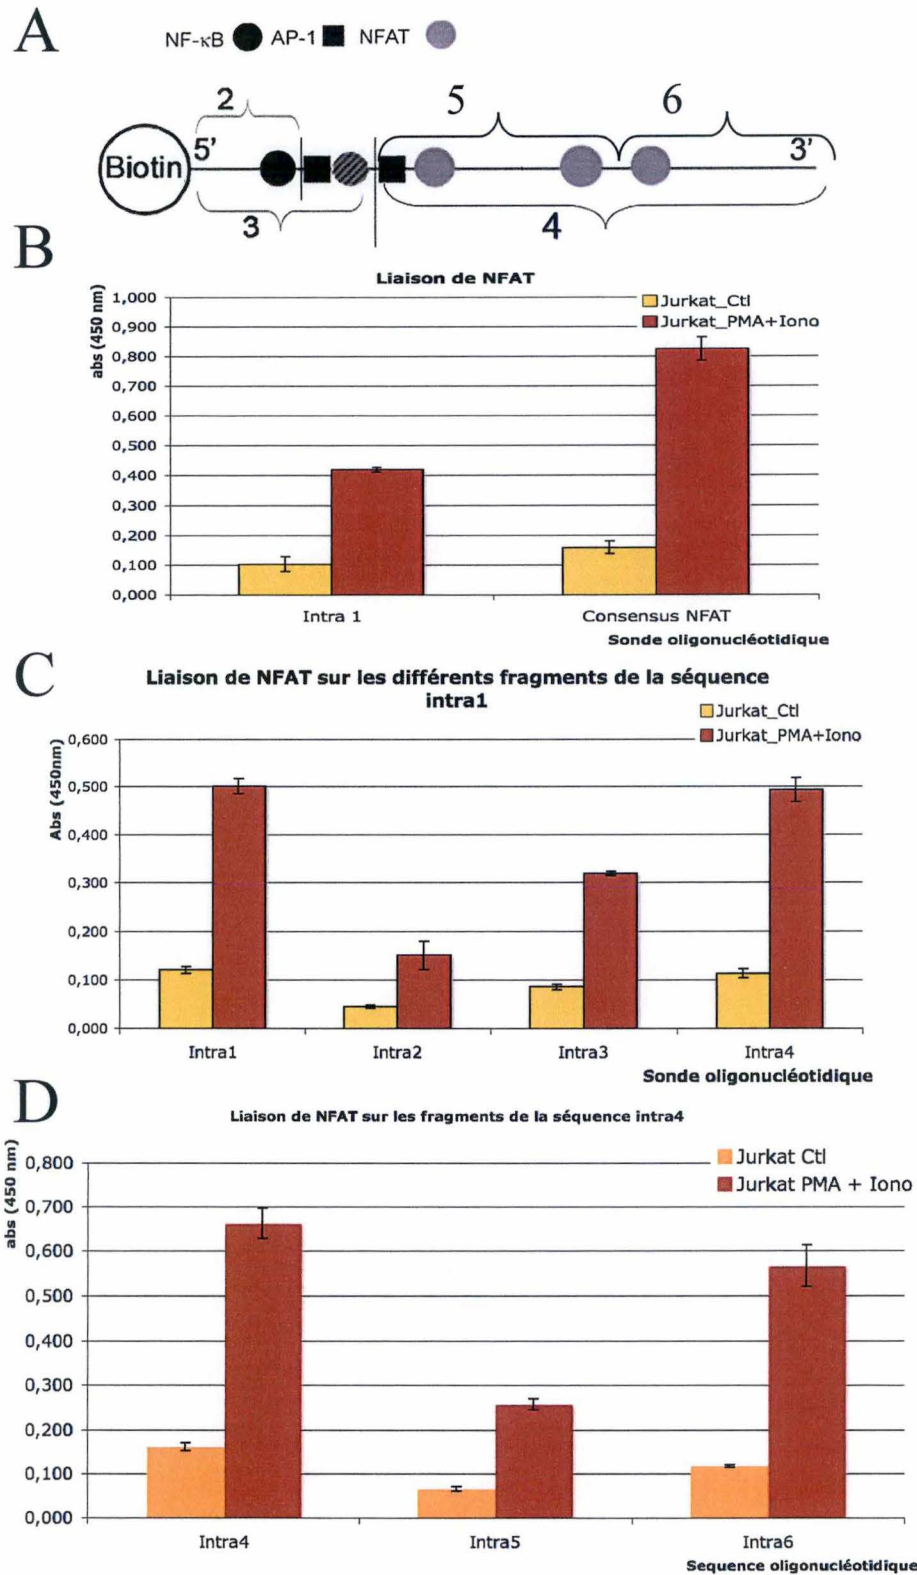 A
NF-κB AP-1 NFAT
2 5 6
Biotin 5' 3'
3 4
B
Liaison de NFAT
Jurkat_Ctl
Jurkat_PMA+Iono
abs (450 nm)
1,000
0,900
0,800
0,700
0,600
0,500
0,400
0,300
0,200
0,100
0,000
Intra 1 Consensus NFAT
Sonde oligonucléotidique
C
Liaison de NFAT sur les différents fragments de la séquence
intra1
Jurkat_Ctl
Jurkat_PMA+Iono
Abs (450nm)
0,600
0,500
0,400
0,300
0,200
0,100
0,000
Intra1 Intra2 Intra3 Intra4
Sonde oligonucléotidique
D
Liaison de NFAT sur les fragments de la séquence intra4
Jurkat Ctl
Jurkat PMA + Iono
abs (450 nm)
0,800
0,700
0,600
0,500
0,400
0,300
0,200
0,100
0,000
Intra4 Intra5 Intra6
Sequence oligonucléotidique